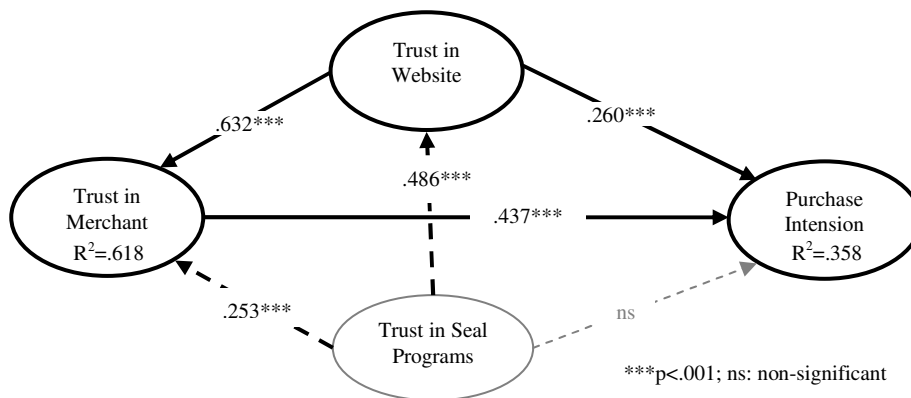 Trust in
Website
.632***
.260***
.486***
Trust in
Merchant
R²=.618
.437***
Purchase
Intension
R²=.358
.253***
ns
Trust in Seal
Programs
***p<.001; ns: non-significant